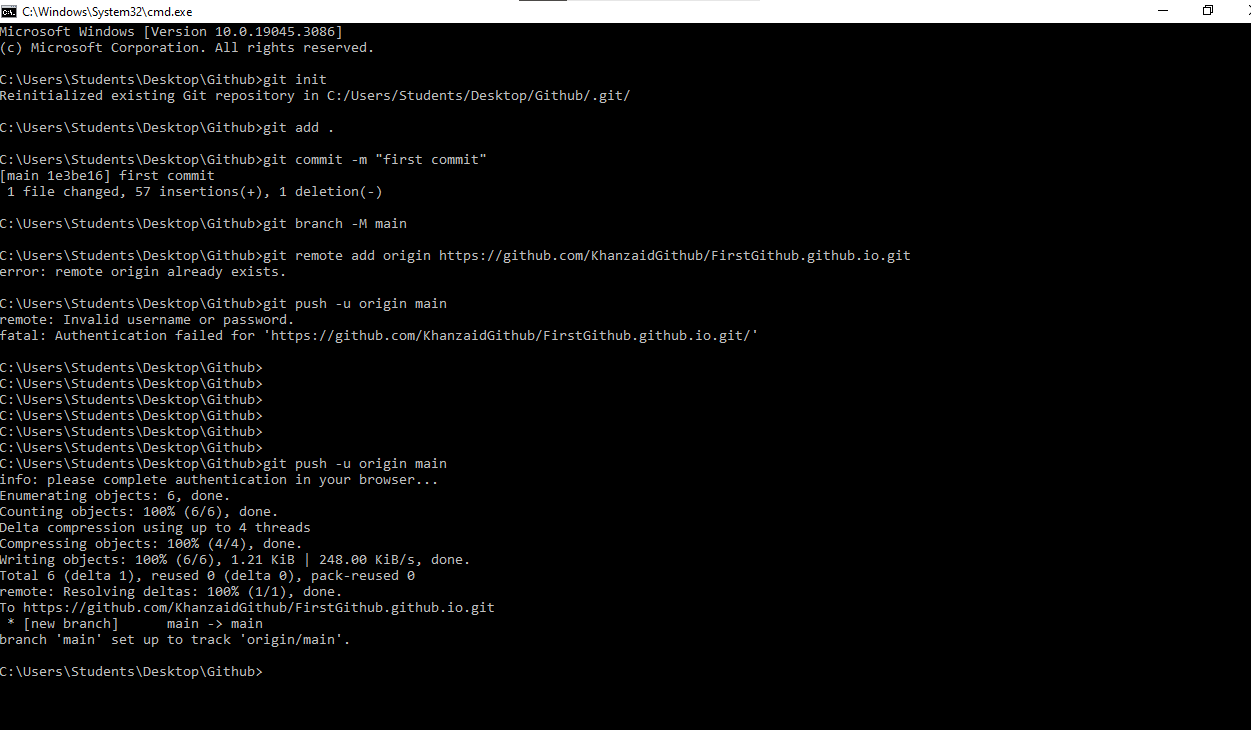 C:\Windows\System32\cmd.exe
Microsoft Windows [Version 10.0.19045.3086]
(c) Microsoft Corporation. All rights reserved.
C:\Users\Students\Desktop\Github>git init
Reinitialized existing Git repository in C:/Users/Students/Desktop/Github/.git/
C:\Users\Students\Desktop\Github>git add .
C:\Users\Students\Desktop\Github>git commit -m "first commit"
[main 1e3be16] first commit
 1 file changed, 57 insertions(+), 1 deletion(-)
C:\Users\Students\Desktop\Github>git branch -M main
C:\Users\Students\Desktop\Github>git remote add origin https://github.com/KhanzaidGithub/FirstGithub.github.io.git
error: remote origin already exists.
C:\Users\Students\Desktop\Github>git push -u origin main
remote: Invalid username or password.
fatal: Authentication failed for 'https://github.com/KhanzaidGithub/FirstGithub.github.io.git/'
C:\Users\Students\Desktop\Github>
C:\Users\Students\Desktop\Github>
C:\Users\Students\Desktop\Github>
C:\Users\Students\Desktop\Github>
C:\Users\Students\Desktop\Github>
C:\Users\Students\Desktop\Github>
C:\Users\Students\Desktop\Github>git push -u origin main
info: please complete authentication in your browser...
Enumerating objects: 6, done.
Counting objects: 100% (6/6), done.
Delta compression using up to 4 threads
Compressing objects: 100% (4/4), done.
Writing objects: 100% (6/6), 1.21 KiB | 248.00 KiB/s, done.
Total 6 (delta 1), reused 0 (delta 0), pack-reused 0
remote: Resolving deltas: 100% (1/1), done.
To https://github.com/KhanzaidGithub/FirstGithub.github.io.git
 * [new branch]      main -> main
branch 'main' set up to track 'origin/main'.
C:\Users\Students\Desktop\Github>